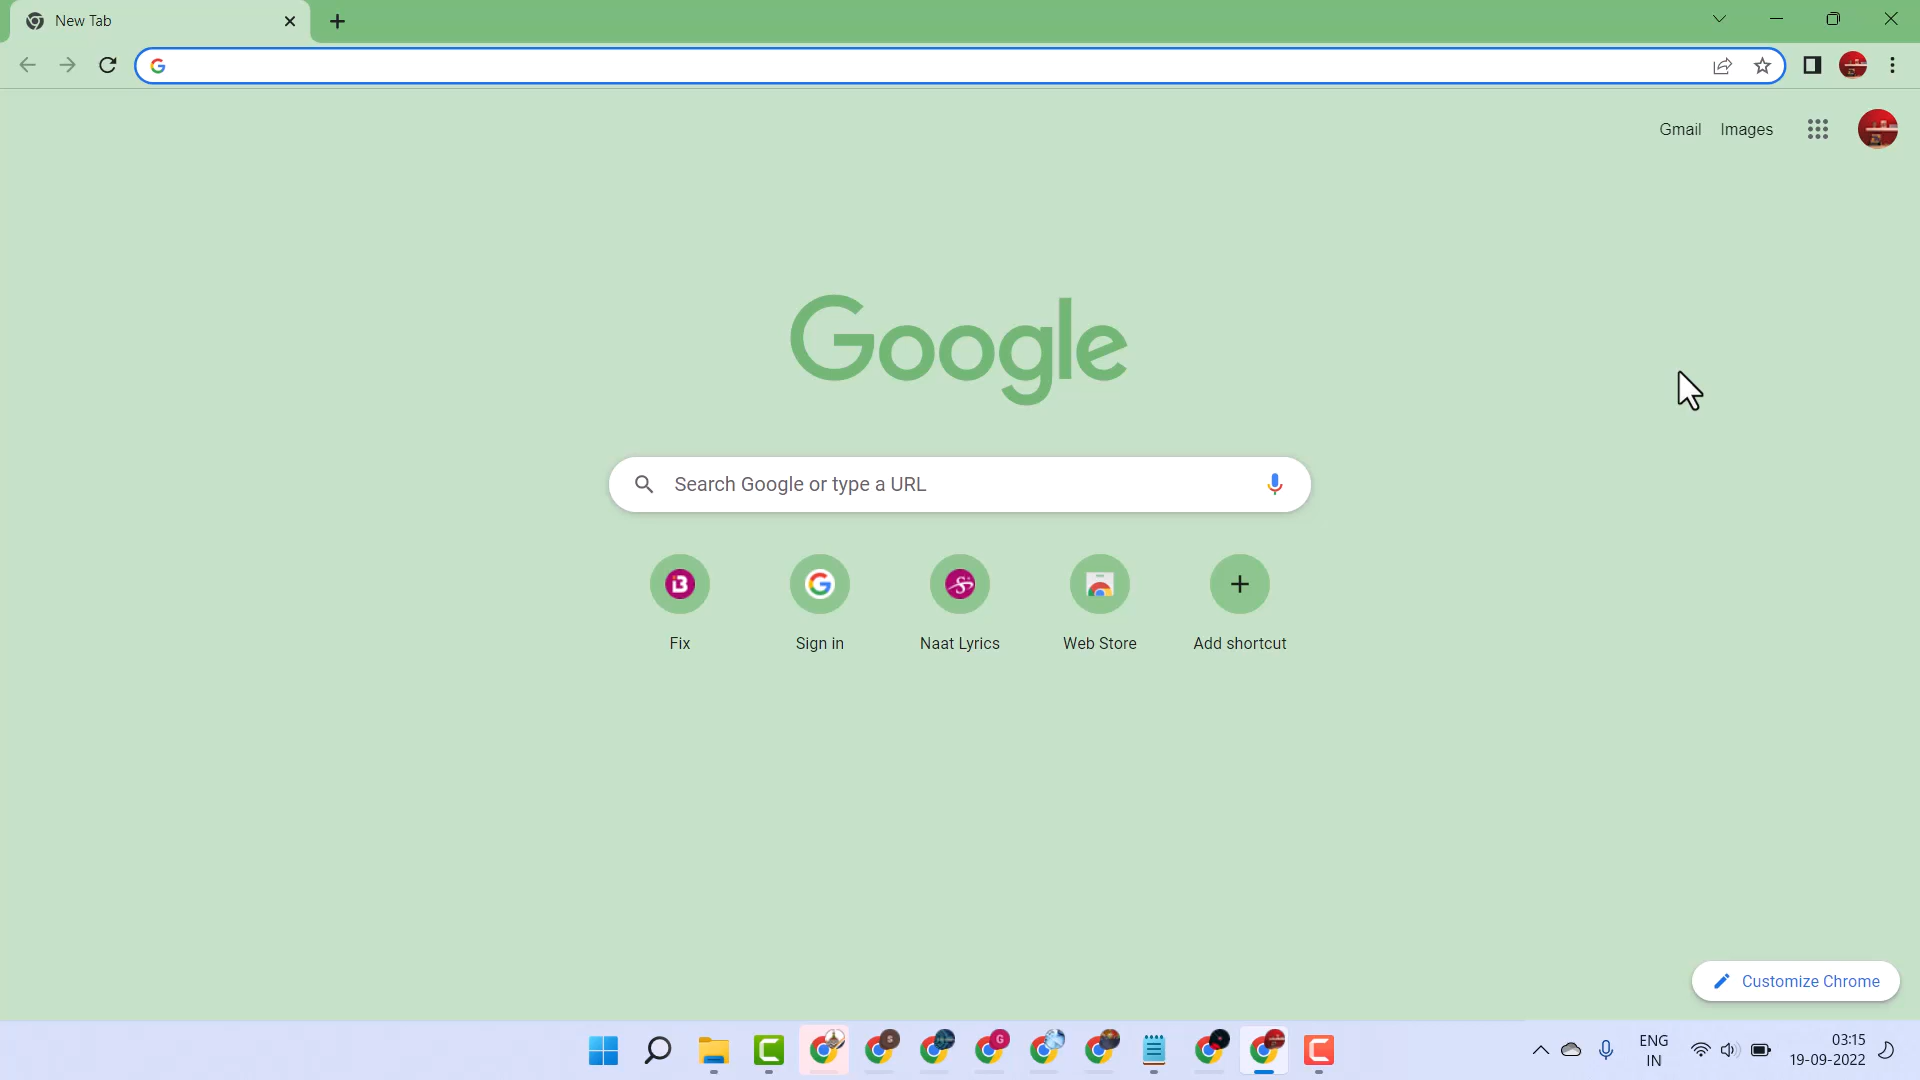 New Tab
Gmail Images
Google
Search Google or type a URL
Fix
Sign in
Naat Lyrics
Web Store
Add shortcut
Customize Chrome
ENG
IN
03:15
19-09-2022